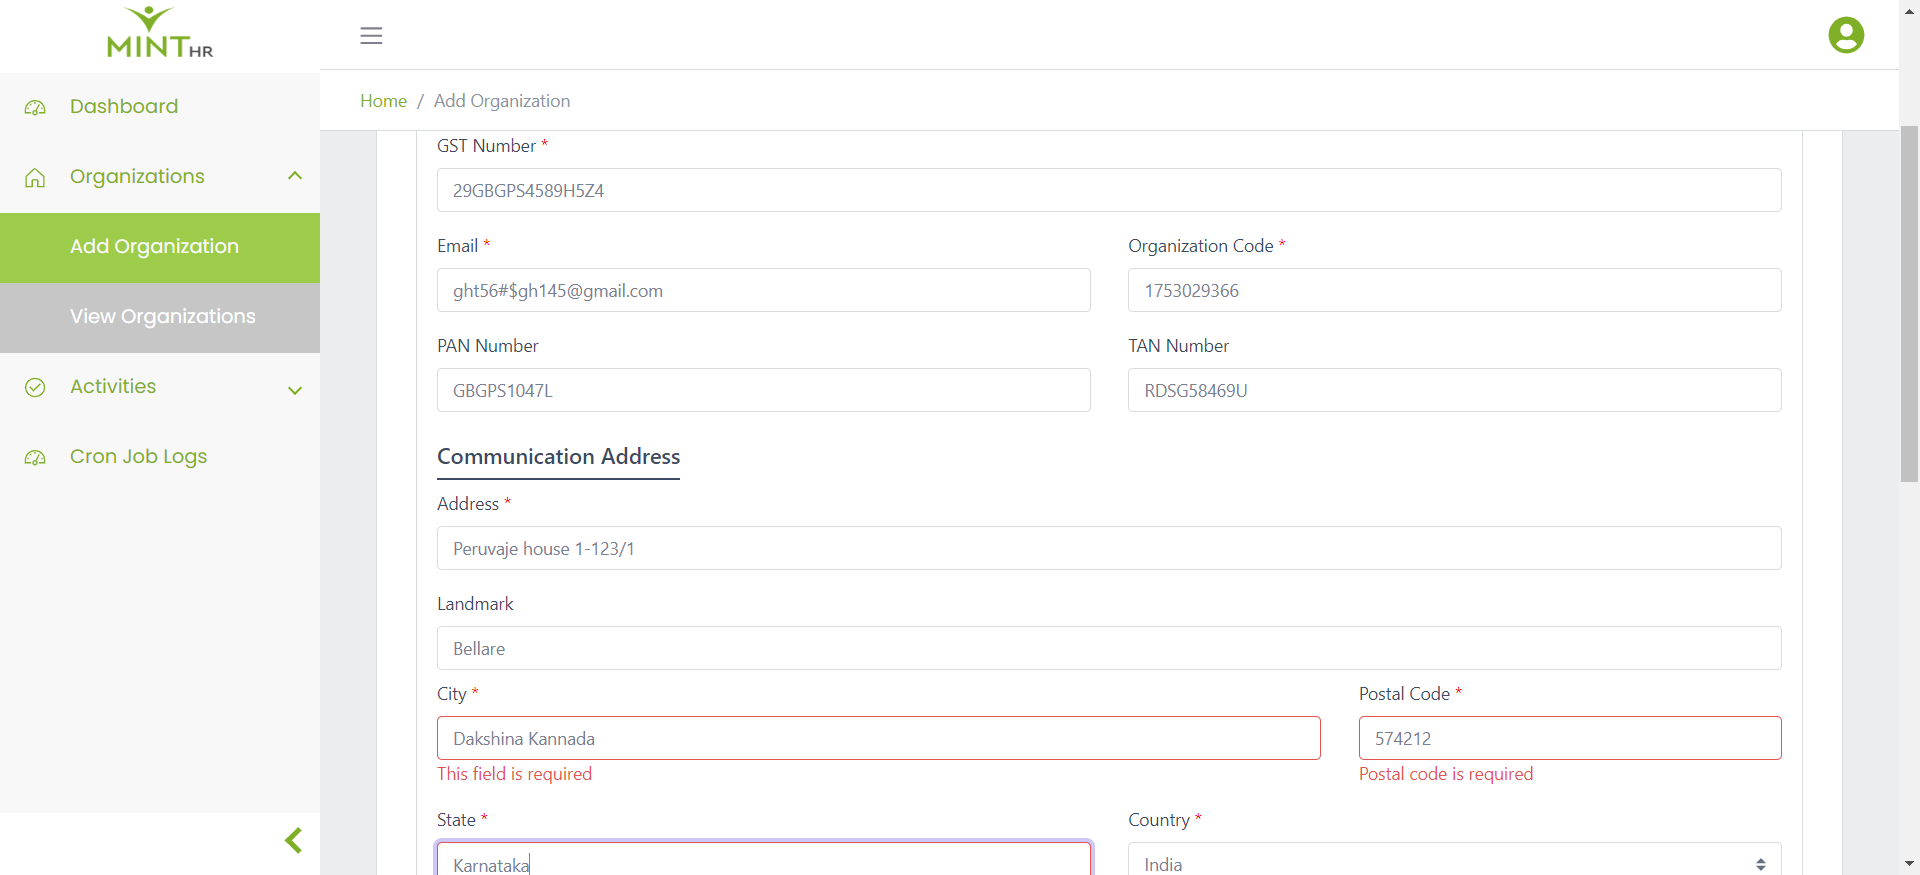 MINT HR
Dashboard
Organizations
Add Organization
View Organizations
Activities
Cron Job Logs
Home / Add Organization
GST Number *
29GBGPS4589H5Z4
Email *
Organization Code *
ght56#$gh145@gmail.com
1753029366
PAN Number
TAN Number
GBGPS1047L
RDSG58469U
Communication Address
Address *
Peruvaje house 1-123/1
Landmark
Bellare
City *
Postal Code *
Dakshina Kannada
574212
This field is required
Postal code is required
State *
Country *
Karnataka
India